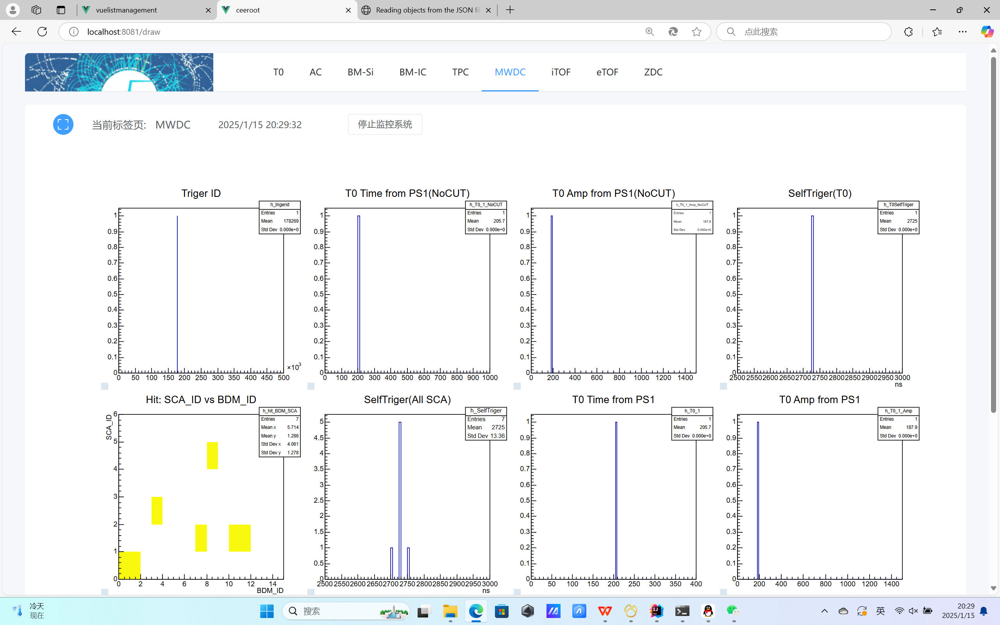 vuelistmanagement
ceeroot
Reading objects from the JSON fil
localhost:8081/draw
点此搜索
T0 AC BM-Si BM-IC TPC MWDC iTOF eTOF ZDC
当前标签页: MWDC 2025/1/15 20:29:32 停止监控系统
Triger ID
h_trigerid
Entries 1
Mean 178269
Std Dev 0.000e+0
1
0.9
0.8
0.7
0.6
0.5
0.4
0.3
0.2
0.1
0
0 50 100 150 200 250 300 350 400 450 500
×10³
T0 Time from PS1(NoCUT)
h_T0_1_NoCUT
Entries 1
Mean 205.7
Std Dev 0.000e+0
1
0.9
0.8
0.7
0.6
0.5
0.4
0.3
0.2
0.1
0
0 100 200 300 400 500 600 700 800 900 1000
T0 Amp from PS1(NoCUT)
h_T0_1_Amp_NoCUT
Entries 1
Mean 187.9
Std Dev 0.000e+0
1
0.9
0.8
0.7
0.6
0.5
0.4
0.3
0.2
0.1
0
0 200 400 600 800 1000 1200 1400
SelfTriger(T0)
h_T0SelfTriger
Entries 1
Mean 2725
Std Dev 0.000e+0
1
0.9
0.8
0.7
0.6
0.5
0.4
0.3
0.2
0.1
0
2500 2550 2600 2650 2700 2750 2800 2850 2900 2950 3000
ns
Hit: SCA_ID vs BDM_ID
h_hit_BDM_SCA
Entries 7
Mean x 5.714
Mean y 1.286
Std Dev x 4.061
Std Dev y 1.278
SCA_ID
6
5
4
3
2
1
0
0 2 4 6 8 10 12 14
BDM_ID
SelfTriger(All SCA)
h_SelfTriger
Entries 7
Mean 2725
Std Dev 13.36
5
4.5
4
3.5
3
2.5
2
1.5
1
0.5
0
2500 2550 2600 2650 2700 2750 2800 2850 2900 2950 3000
ns
T0 Time from PS1
h_T0_1
Entries 1
Mean 205.7
Std Dev 0.000e+0
1
0.9
0.8
0.7
0.6
0.5
0.4
0.3
0.2
0.1
0
0 50 100 150 200 250 300 350 400
T0 Amp from PS1
h_T0_1_Amp
Entries 1
Mean 187.9
Std Dev 0.000e+0
1
0.9
0.8
0.7
0.6
0.5
0.4
0.3
0.2
0.1
0
0 200 400 600 800 1000 1200 1400
冷天
现在
搜索
英
20:29
2025/1/15